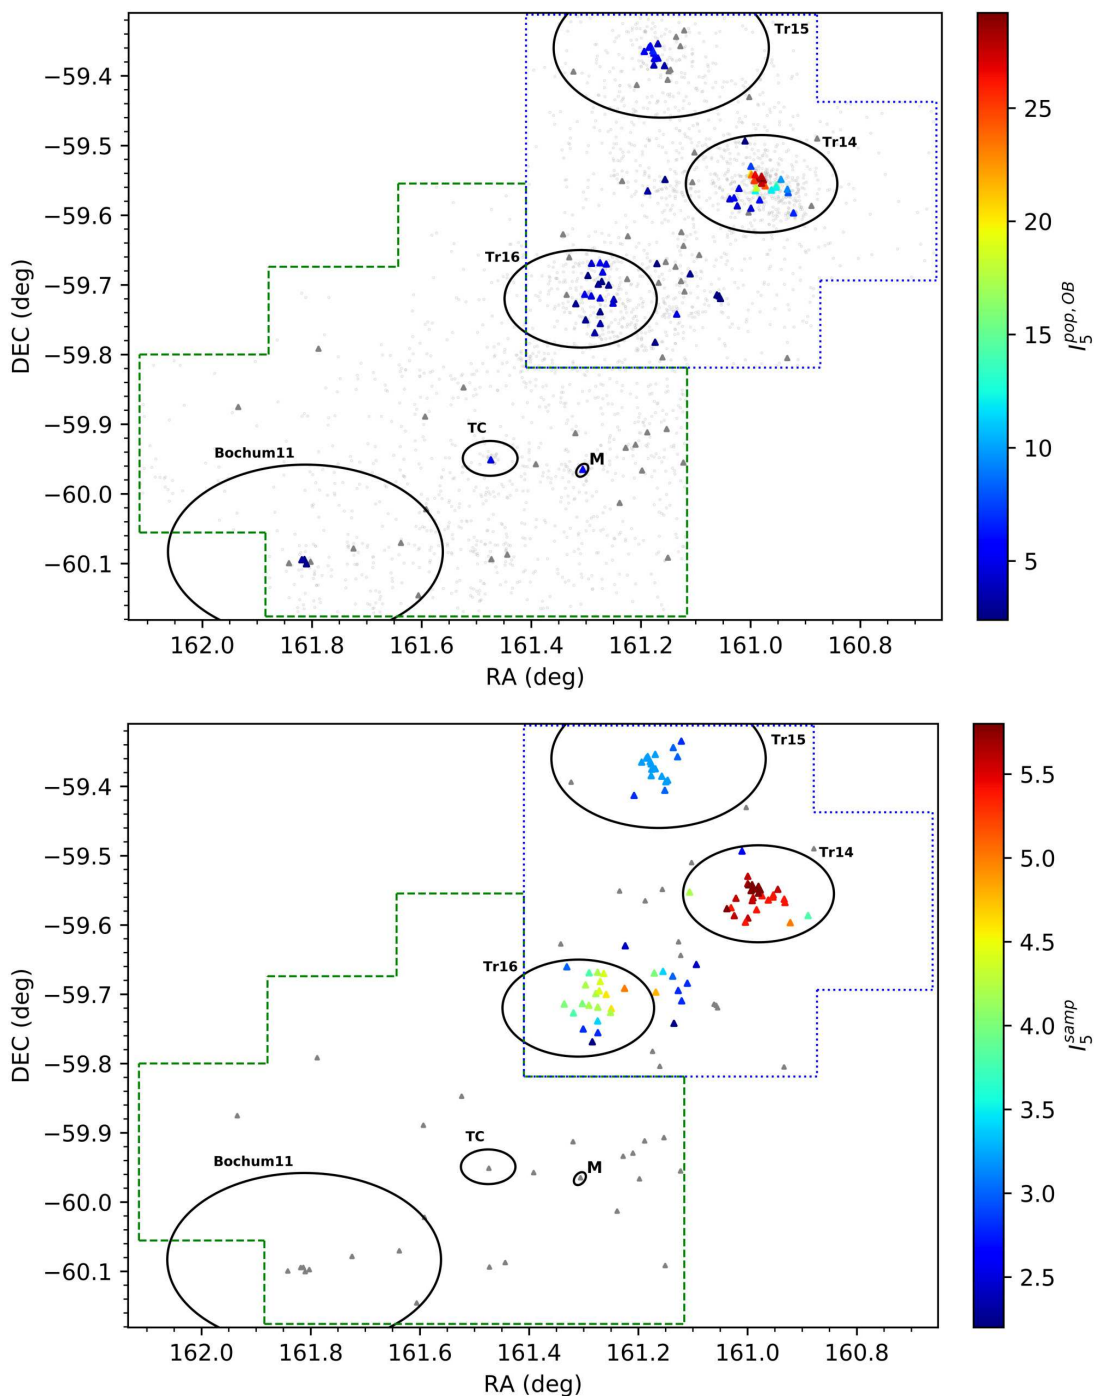 Tr15
−59.4
25
−59.5
Tr14
−59.6
20
Tr16
−59.7
DEC (deg)
15
I₅^{pop, OB}
−59.8
−59.9
TC
10
Bochum11
M
−60.0
5
−60.1
162.0
161.8
161.6
161.4
161.2
161.0
160.8
RA (deg)
Tr15
5.5
−59.4
−59.5
Tr14
5.0
−59.6
4.5
Tr16
−59.7
DEC (deg)
4.0
I₅^{samp}
−59.8
3.5
−59.9
TC
Bochum11
M
3.0
−60.0
−60.1
2.5
162.0
161.8
161.6
161.4
161.2
161.0
160.8
RA (deg)